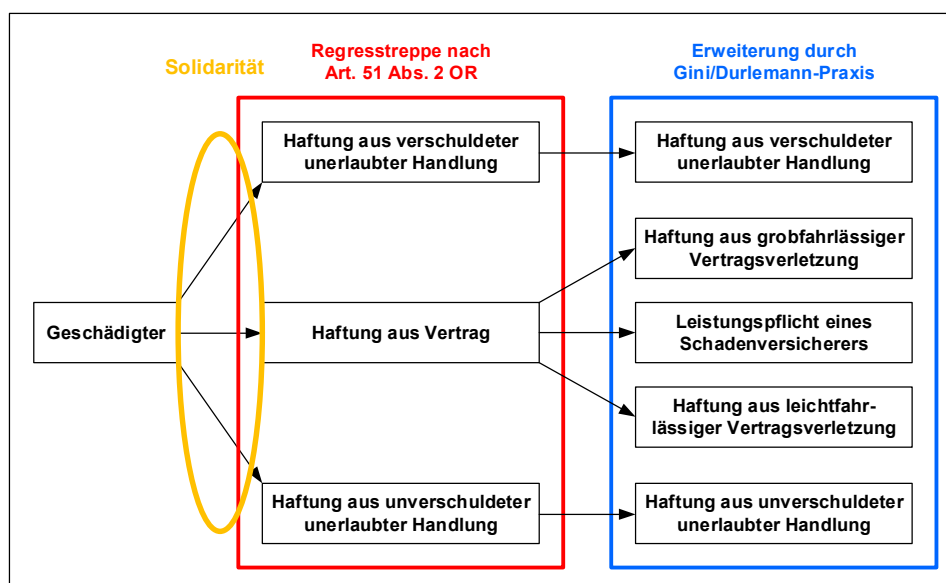 Solidarität
Regresstreppe nach
Art. 51 Abs. 2 OR
Erweiterung durch
Gini/Durlemann-Praxis
Haftung aus verschuldeter
unerlaubter Handlung
Haftung aus verschuldeter
unerlaubter Handlung
Haftung aus grobfahrlässiger
Vertragsverletzung
Geschädigter
Haftung aus Vertrag
Leistungspflicht eines
Schadenversicherers
Haftung aus leichtfahr-
lässiger Vertragsverletzung
Haftung aus unverschuldeter
unerlaubter Handlung
Haftung aus unverschuldeter
unerlaubter Handlung